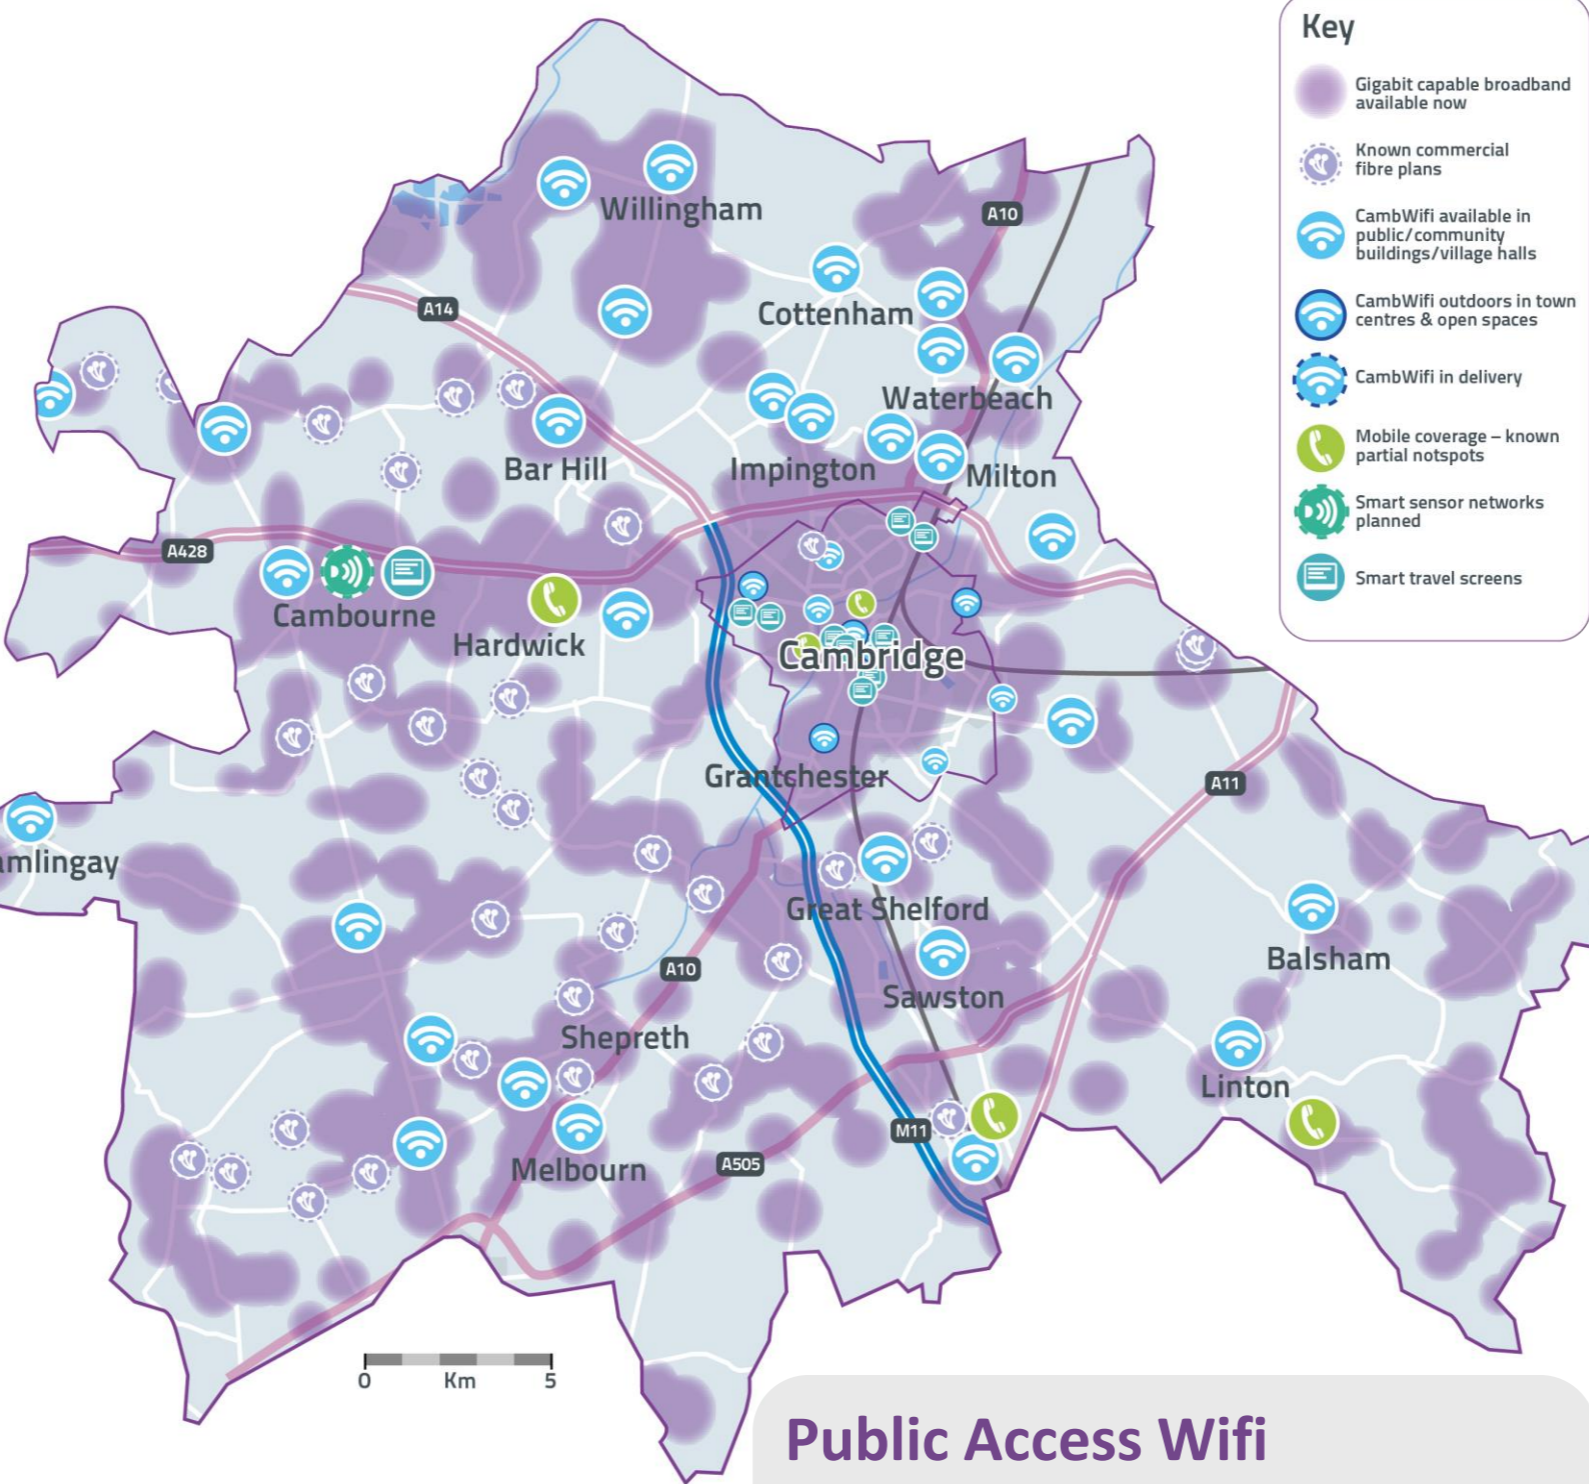 Key
Gigabit capable broadband
available now
Known commercial
fibre plans
CambWifi available in
public/community
buildings/village halls
CambWifi outdoors in town
centres & open spaces
CambWifi in delivery
Mobile coverage – known
partial notspots
Smart sensor networks
planned
Smart travel screens
Willingham
A10
A14
Cottenham
Waterbeach
Bar Hill
Impington
Milton
A428
Cambourne
Hardwick
Cambridge
Grantchester
A11
amlingay
Great Shelford
Balsham
A10
Sawston
Shepreth
Linton
M11
Melbourn
A505
0 Km 5
Public Access Wifi